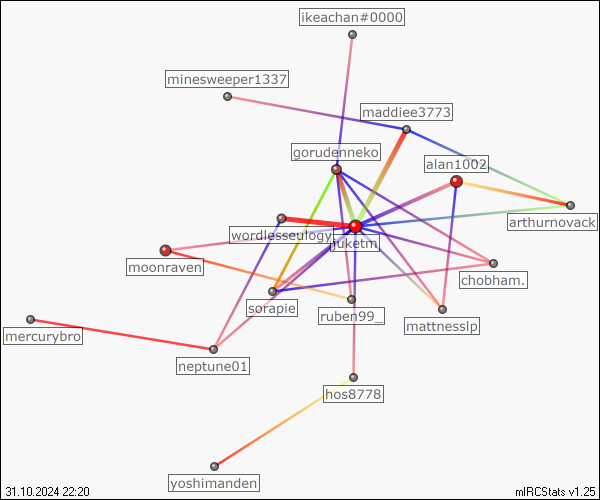 ikeachan#0000
minesweeper1337
maddiee3773
gorudenneko
alan1002
arthurnovack
wordlesseulogy
juketm
moonraven
chobham.
sorapie
ruben99_
mattnesslp
mercurybro
neptune01
hos8778
yoshimanden
31.10.2024 22:20
mIRCStats v1.25